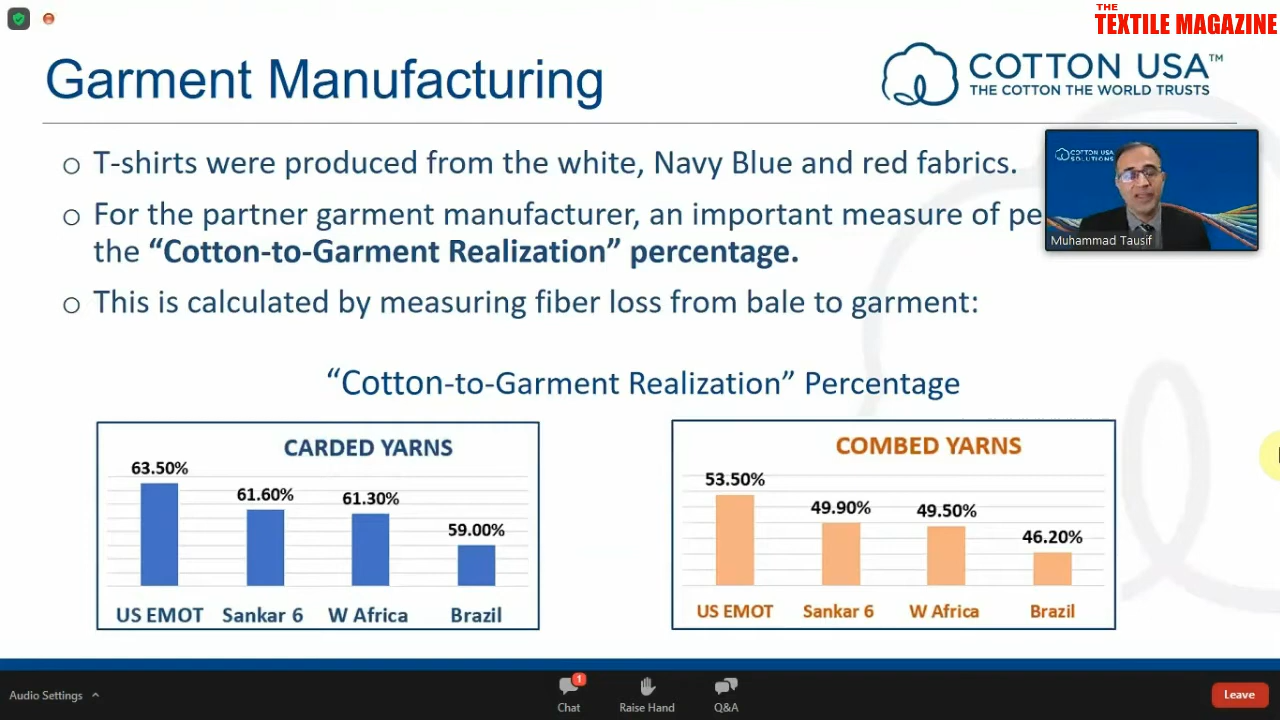 THE
TEXTILE MAGAZINE
Garment Manufacturing
COTTON USA™
THE COTTON THE WORLD TRUSTS
o T-shirts were produced from the white, Navy Blue and red fabrics.
COTTON USA
SOLUTIONS
Muhammad Tausif
o For the partner garment manufacturer, an important measure of pe
the “Cotton-to-Garment Realization” percentage.
o This is calculated by measuring fiber loss from bale to garment:
“Cotton-to-Garment Realization” Percentage
CARDED YARNS
63.50%
61.60%
61.30%
59.00%
US EMOT Sankar 6 W Africa Brazil
COMBED YARNS
53.50%
49.90%
49.50%
46.20%
US EMOT Sankar 6 W Africa Brazil
Audio Settings
1
Chat
Raise Hand
Q&A
Leave